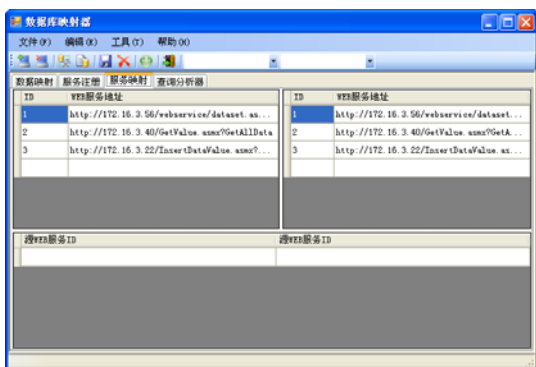 数据库映射器
文件(F) 编辑(X) 工具(T) 帮助(X)
数据映射 服务注册 服务映射 查询分析器
ID WEB服务地址 ID WEB服务地址
1 http://172.16.3.56/webservice/dataset.as... 1 http://172.16.3.56/webservice/dataset...
2 http://172.16.3.40/GetValue.asmx?GetAllData 2 http://172.16.3.40/GetValue.asmx?GetA...
3 http://172.16.3.22/InsertDataValue.asmx?... 3 http://172.16.3.22/InsertDataValue.as...
源WEB服务ID 源WEB服务ID